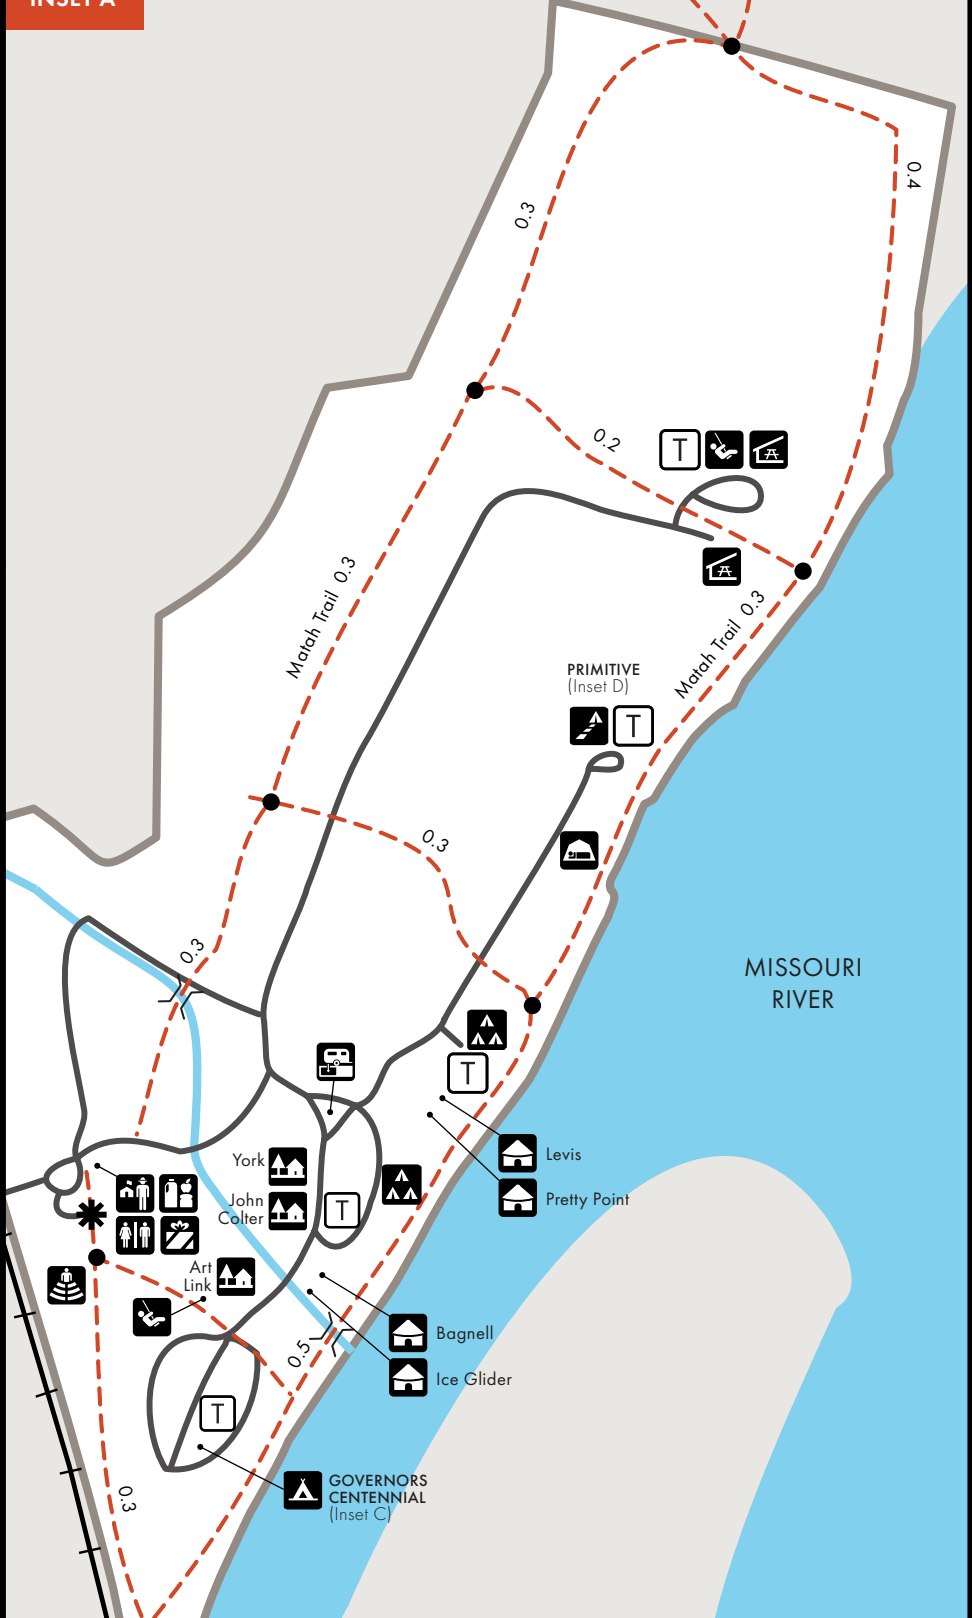 INSET A
0.4
0.3
0.2
T
Matah Trail 0.3
Matah Trail 0.3
PRIMITIVE
(Inset D)
T
0.3
0.3
MISSOURI
RIVER
T
Levis
York
Pretty Point
John
Colter
T
Art
Link
Bagnell
0.5
Ice Glider
T
GOVERNORS
CENTENNIAL
(Inset C)
0.3